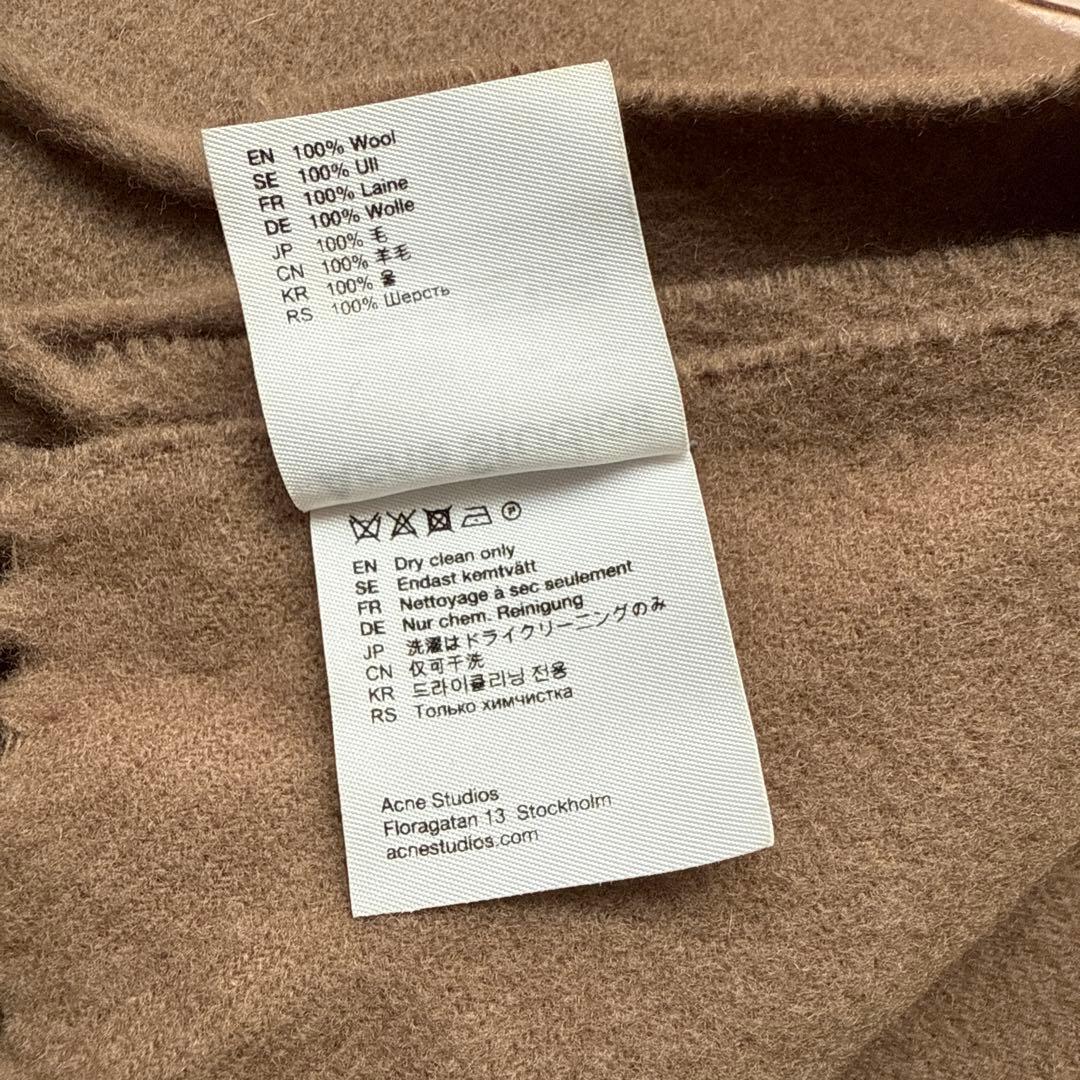 EN 100% Wool
SE 100% Ull
FR 100% Laine
DE 100% Wolle
JP 100% 毛
CN 100% 羊毛
KR 100% 울
RS 100% Шерсть
P
EN Dry clean only
SE Endast kemtvätt
FR Nettoyage à sec seulement
DE Nur chem. Reinigung
JP 洗濯はドライクリーニングのみ
CN 仅可干洗
KR 드라이클리닝 전용
RS Только химчистка
Acne Studios
Floragatan 13 Stockholm
acnestudios.com